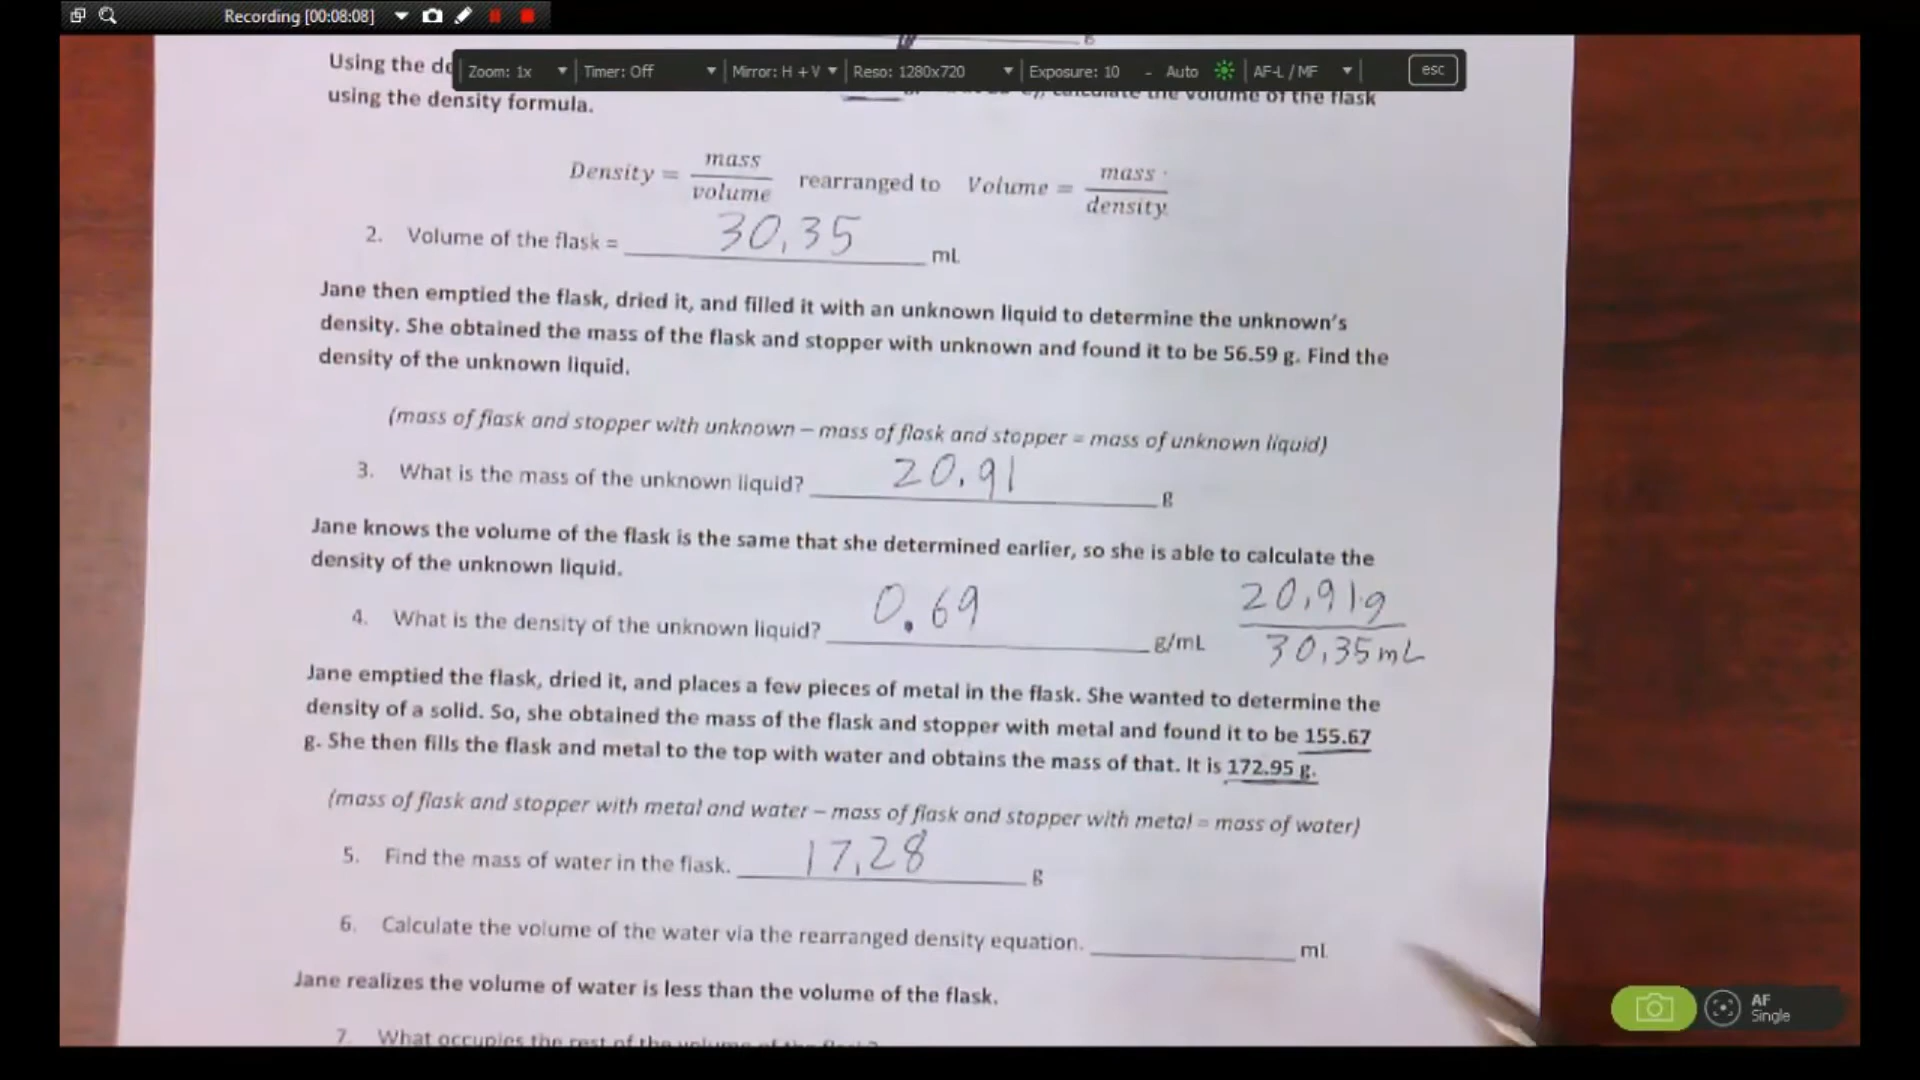 Recording [00:08:08]
Zoom: 1x Timer: Off Mirror: H + V Reso: 1280x720 Exposure: 10 - Auto AF-L / MF esc
Using the
calculate the volume of the flask
using the density formula.
Density = mass / volume rearranged to Volume = mass / density
2. Volume of the flask = 30.35 mL
Jane then emptied the flask, dried it, and filled it with an unknown liquid to determine the unknown's
density. She obtained the mass of the flask and stopper with unknown and found it to be 56.59 g. Find the
density of the unknown liquid.
(mass of flask and stopper with unknown – mass of flask and stopper = mass of unknown liquid)
3. What is the mass of the unknown liquid? 20.91 g
Jane knows the volume of the flask is the same that she determined earlier, so she is able to calculate the
density of the unknown liquid.
4. What is the density of the unknown liquid? 0.69 g/mL
20.91g
30.35mL
Jane emptied the flask, dried it, and places a few pieces of metal in the flask. She wanted to determine the
density of a solid. So, she obtained the mass of the flask and stopper with metal and found it to be 155.67
g. She then fills the flask and metal to the top with water and obtains the mass of that. It is 172.95 g.
(mass of flask and stopper with metal and water – mass of flask and stopper with metal = mass of water)
5. Find the mass of water in the flask. 17.28 g
6. Calculate the volume of the water via the rearranged density equation. mL
Jane realizes the volume of water is less than the volume of the flask.
7. What occupies the rest of the volume of the flask?
AF
Single